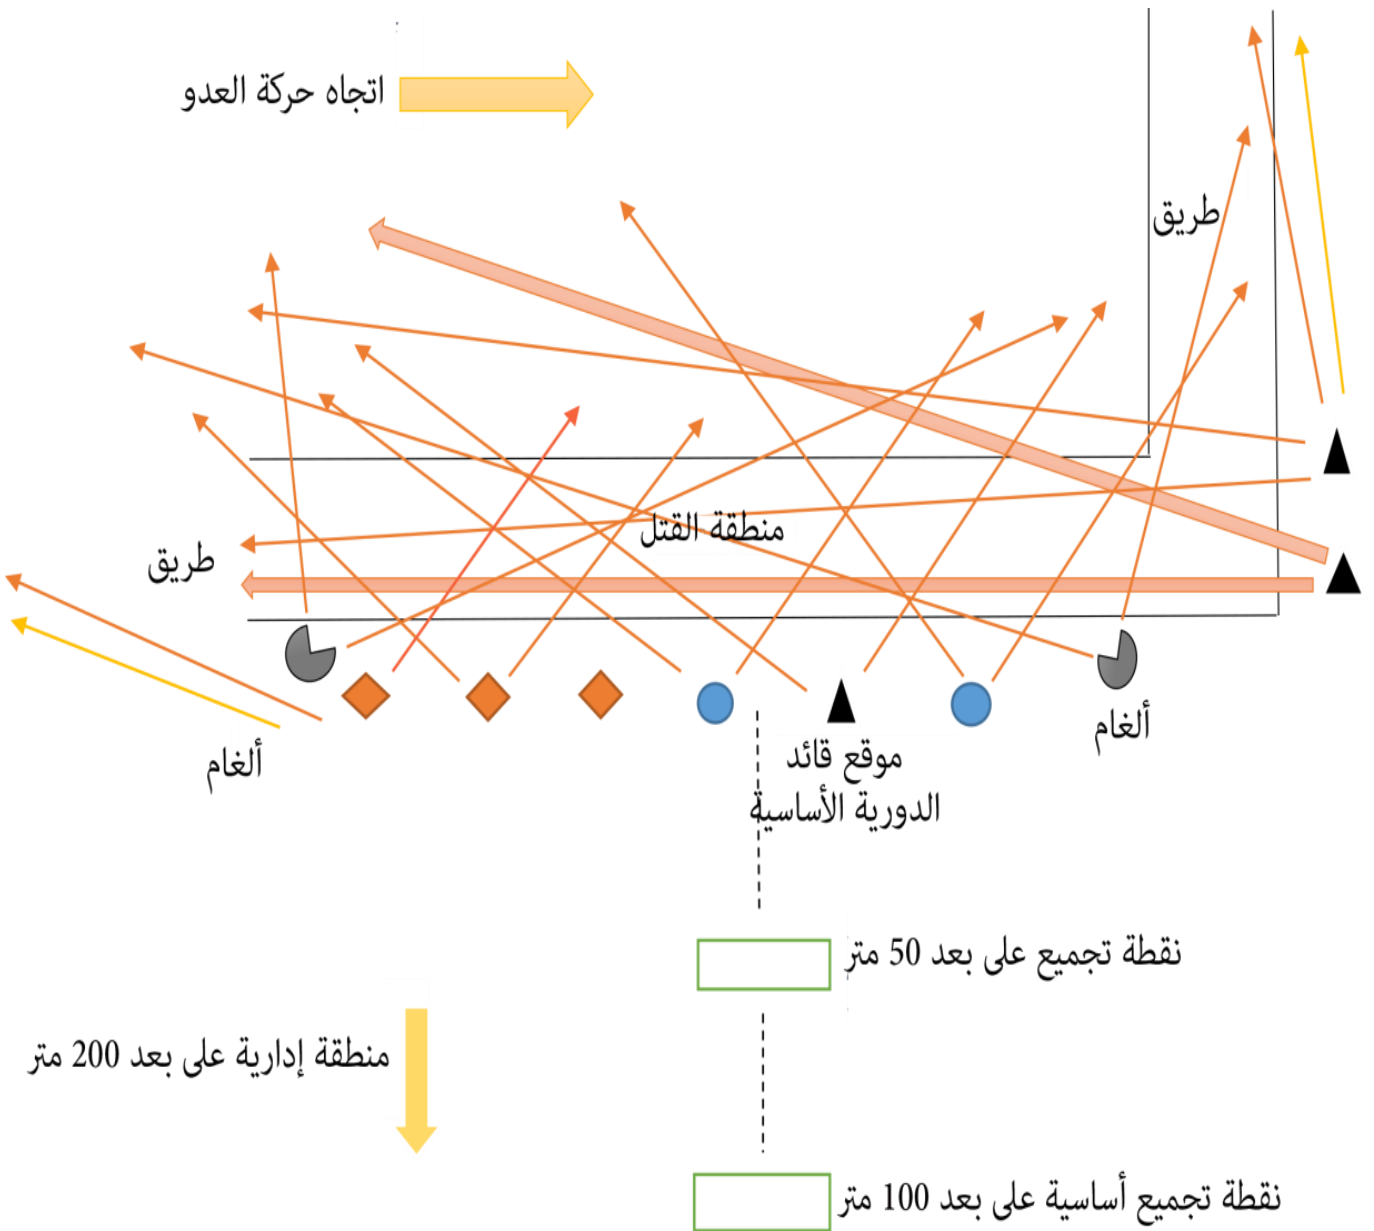 اتجاه حركة العدو
طريق
منطقة القتل
طريق
ألغام
ألغام
موقع قائد
الدورية الأساسية
نقطة تجميع على بعد 50 متر
منطقة إدارية على بعد 200 متر
نقطة تجميع أساسية على بعد 100 متر